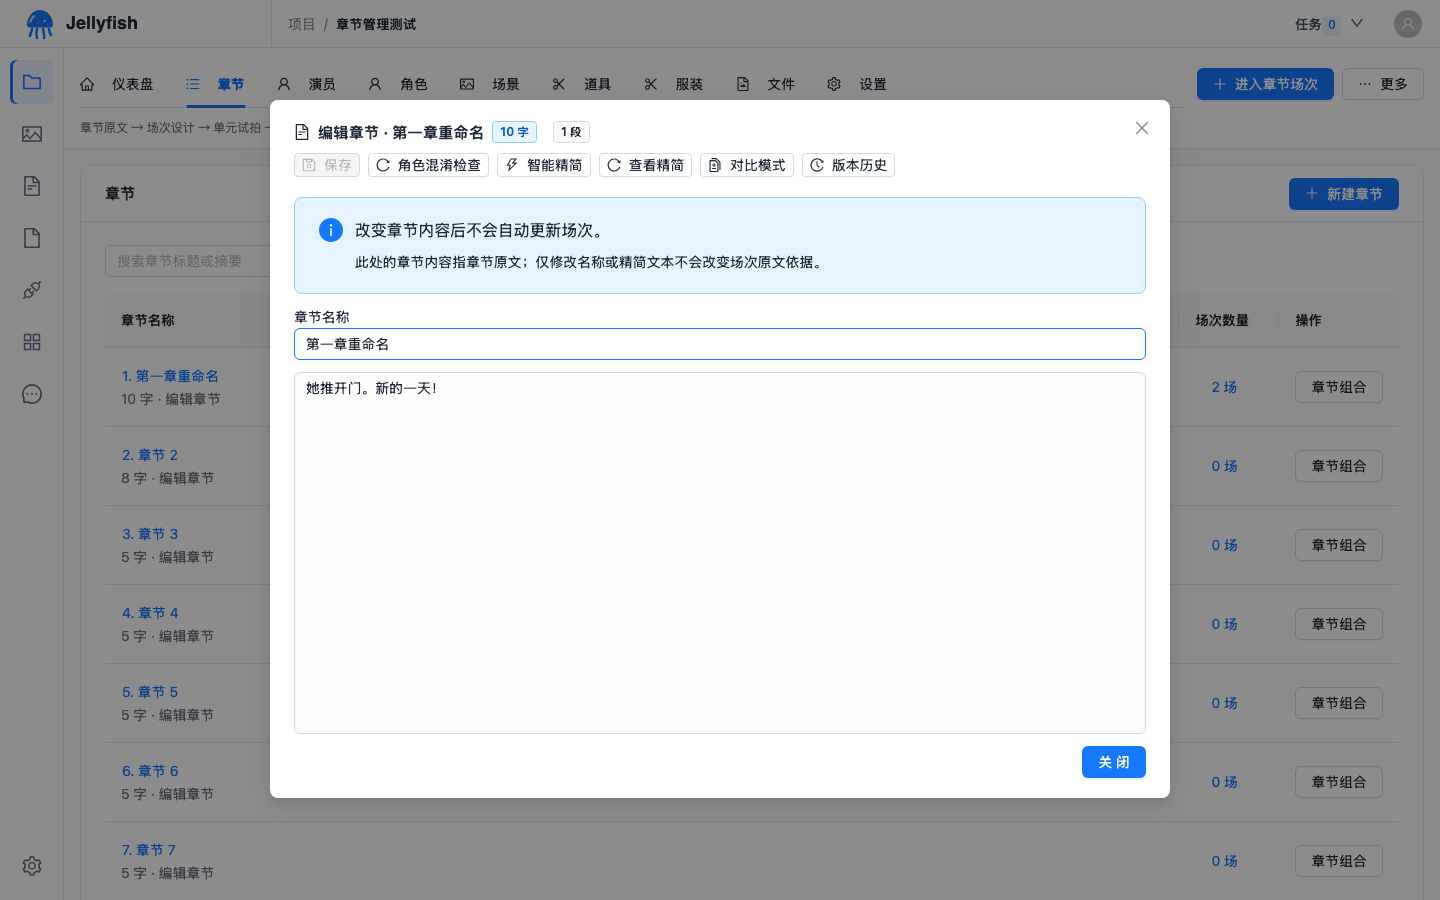 Jellyfish
项目 / 章节管理测试
任务 0
仪表盘 章节 演员 角色 场景 道具 服装 文件 设置
进入章节场次 ··· 更多
章节原文 → 场次设计 → 单元试拍
章节
新建章节
搜索章节标题或摘要
章节名称 场次数量 操作
1. 第一章重命名
10 字 · 编辑章节
2 场 章节组合
2. 章节 2
8 字 · 编辑章节
0 场 章节组合
3. 章节 3
5 字 · 编辑章节
0 场 章节组合
4. 章节 4
5 字 · 编辑章节
0 场 章节组合
5. 章节 5
5 字 · 编辑章节
0 场 章节组合
6. 章节 6
5 字 · 编辑章节
0 场 章节组合
7. 章节 7
5 字 · 编辑章节
0 场 章节组合
编辑章节 · 第一章重命名 10 字 1 段
保存 角色混淆检查 智能精简 查看精简 对比模式 版本历史
改变章节内容后不会自动更新场次。
此处的章节内容指章节原文；仅修改名称或精简文本不会改变场次原文依据。
章节名称
第一章重命名
她推开门。新的一天！
关 闭